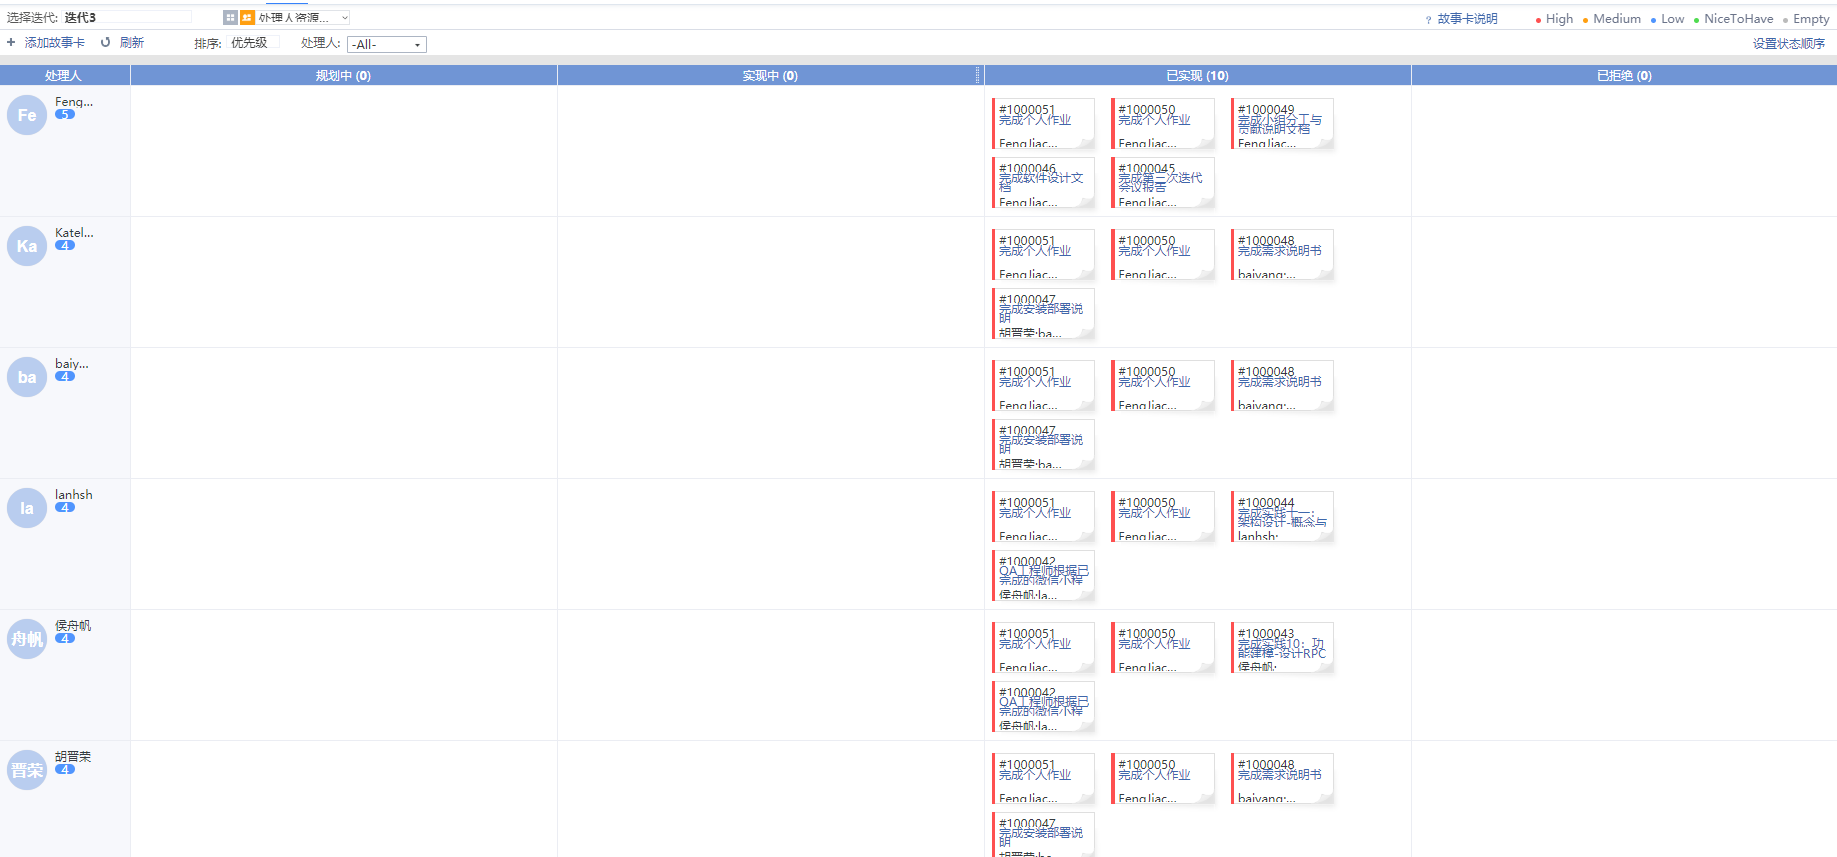 选择迭代: 迭代3 处理人资源... ? 故事卡说明 High Medium Low NiceToHave Empty
+ 添加故事卡 刷新 排序: 优先级 处理人: -All- 设置状态顺序
处理人 规划中 (0) 实现中 (0) 已实现 (10) 已拒绝 (0)
Fe Feng...
5
#1000051 #1000050 #1000049
完成个人作业 完成个人作业 完成小组分工与
贡献说明文档
FengJiac... FengJiac... FengJiac...
#1000046 #1000045
完成软件设计文 完成第三次迭代
档 会议报告
FengJiac... FengJiac...
Ka Katel...
4
#1000051 #1000050 #1000048
完成个人作业 完成个人作业 完成需求说明书
FengJiac... FengJiac... baiyang;...
#1000047
完成安装部署说
明
胡晋荣;ba...
ba baiy...
4
#1000051 #1000050 #1000048
完成个人作业 完成个人作业 完成需求说明书
FengJiac... FengJiac... baiyang;...
#1000047
完成安装部署说
明
胡晋荣;ba...
la lanhsh
4
#1000051 #1000050 #1000044
完成个人作业 完成个人作业 完成实践十一:
架构设计-概念与
FengJiac... FengJiac... lanhsh;
#1000042
QA工程师根据已
完成的微信小程
侯舟帆;la...
舟帆 侯舟帆
4
#1000051 #1000050 #1000043
完成个人作业 完成个人作业 完成实践10: 功
能建模-设计RPC
FengJiac... FengJiac... 侯舟帆;
#1000042
QA工程师根据已
完成的微信小程
侯舟帆;la...
晋荣 胡晋荣
4
#1000051 #1000050 #1000048
完成个人作业 完成个人作业 完成需求说明书
FengJiac... FengJiac... baiyang;...
#1000047
完成安装部署说
明
胡晋荣;ba...